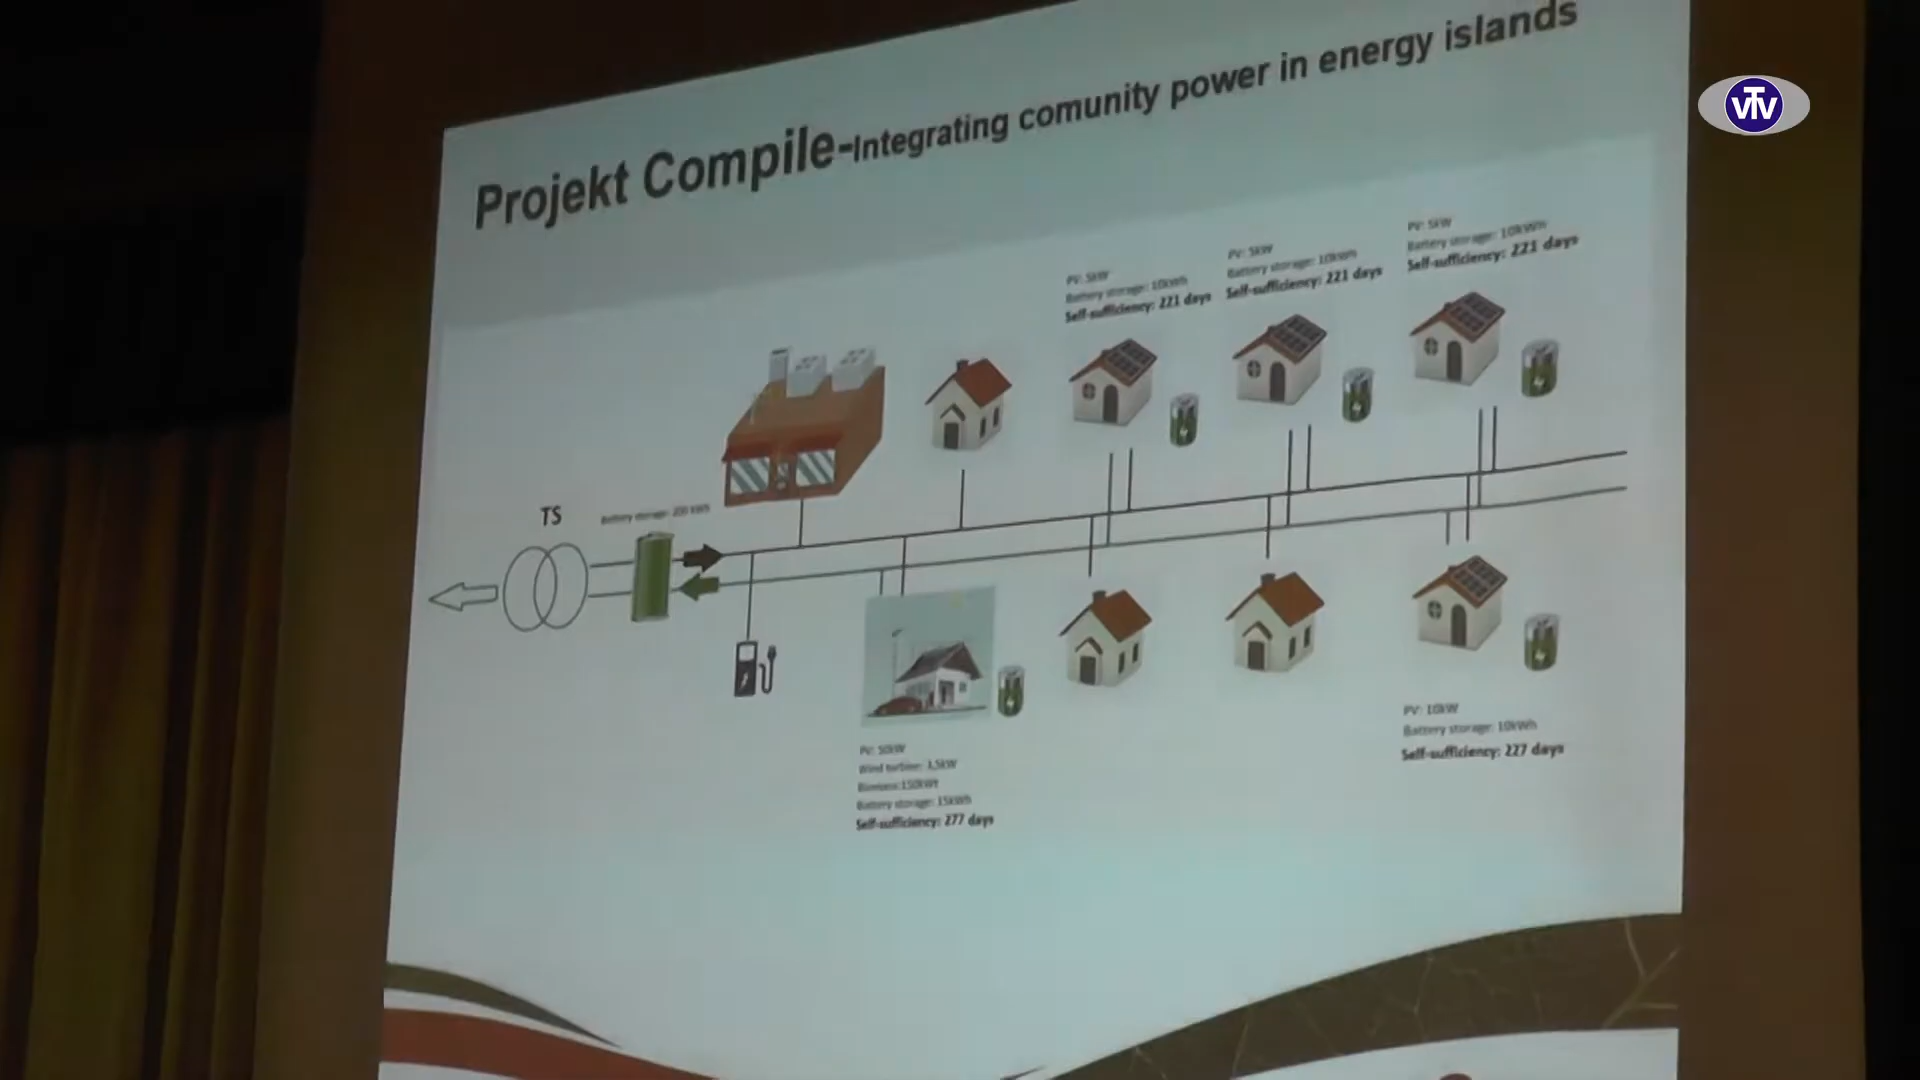 Projekt Compile-Integrating comunity power in energy islands
VTV
PV: 5kW
Battery storage: 10kWh
Self-sufficiency: 221 days
PV: 5kW
Battery storage: 10kWh
Self-sufficiency: 221 days
PV: 5kW
Battery storage: 10kWh
Self-sufficiency: 221 days
TS
Battery storage: 200 kWh
PV: 50kW
Wind turbine: 3,5kW
Biomass:150kWt
Battery storage: 15kWh
Self-sufficiency: 277 days
PV: 10kW
Battery storage: 10kWh
Self-sufficiency: 227 days